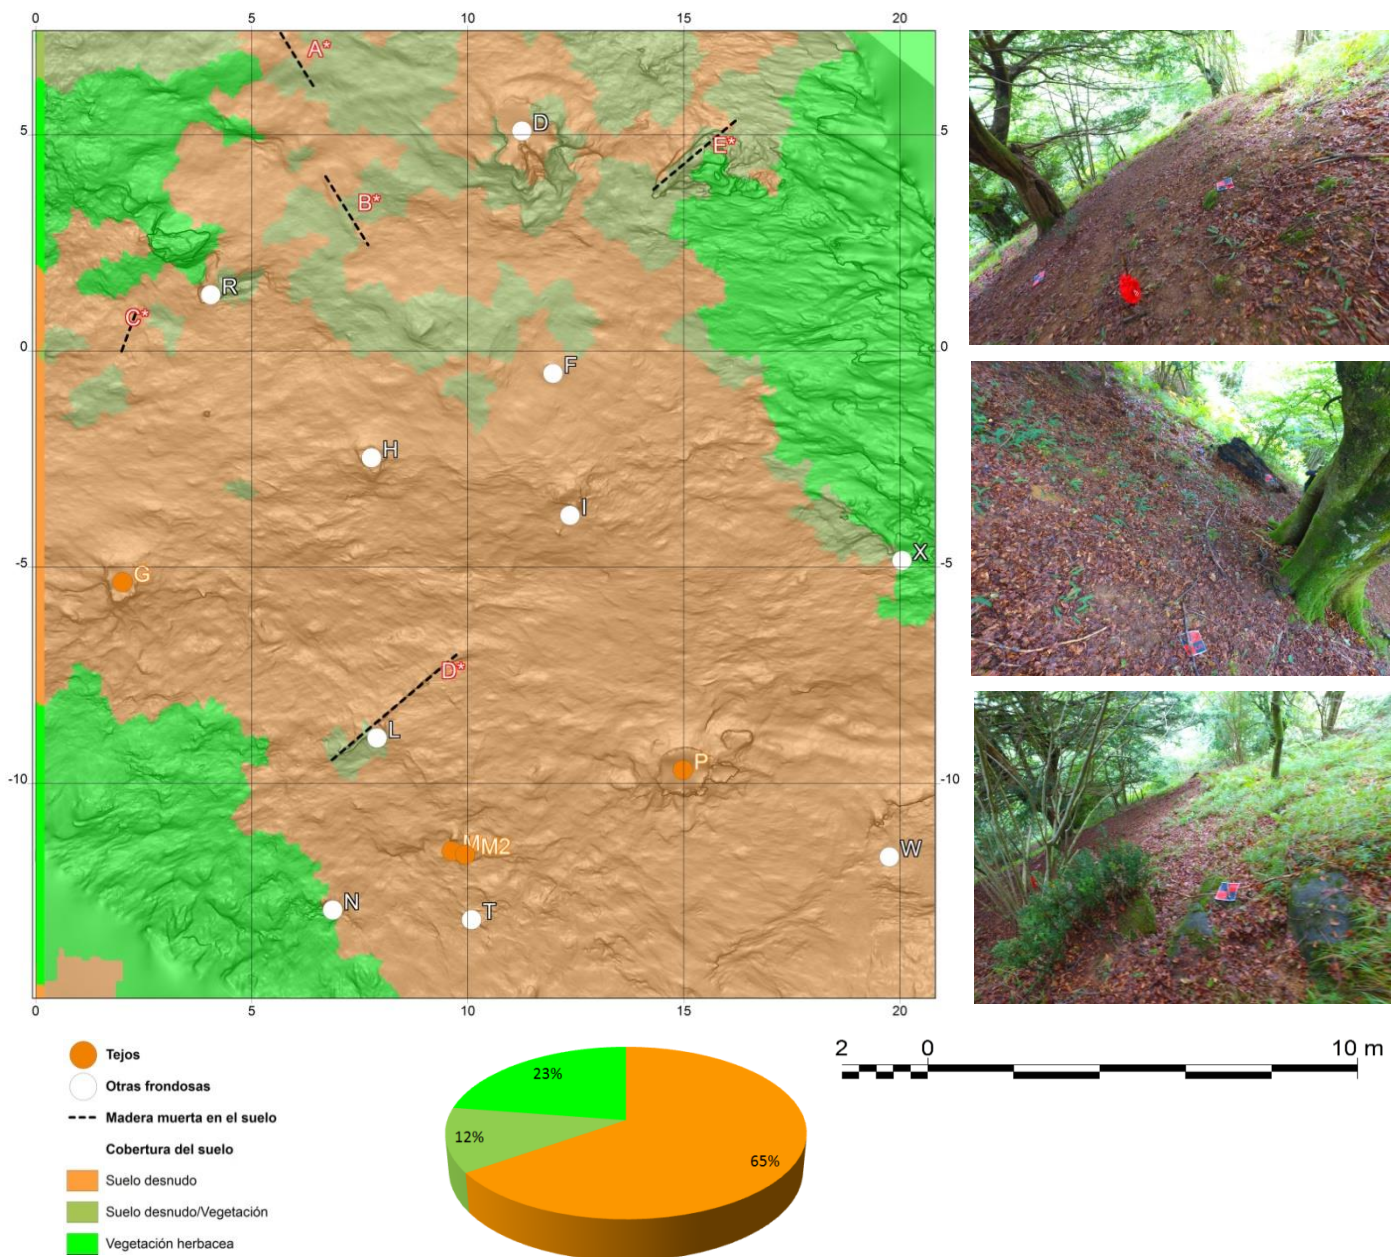 0 5 10 15 20
A*
D
5 5
E*
B*
R
C*
0 0
F
H
I
X
-5 -5
G
D*
L
P
-10 -10
M M2
W
N
T
0 5 10 15 20
Tejos
Otras frondosas
Madera muerta en el suelo
Cobertura del suelo
Suelo desnudo
Suelo desnudo/Vegetación
Vegetación herbacea
23%
12%
65%
2 0 10 m